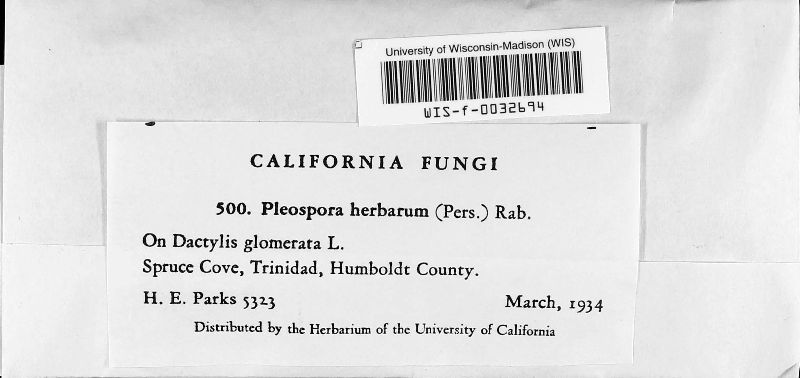 University of Wisconsin-Madison (WIS)
WIS-f-0032694
CALIFORNIA FUNGI
500. Pleospora herbarum (Pers.) Rab.
On Dactylis glomerata L.
Spruce Cove, Trinidad, Humboldt County.
H. E. Parks 5323 March, 1934
Distributed by the Herbarium of the University of California